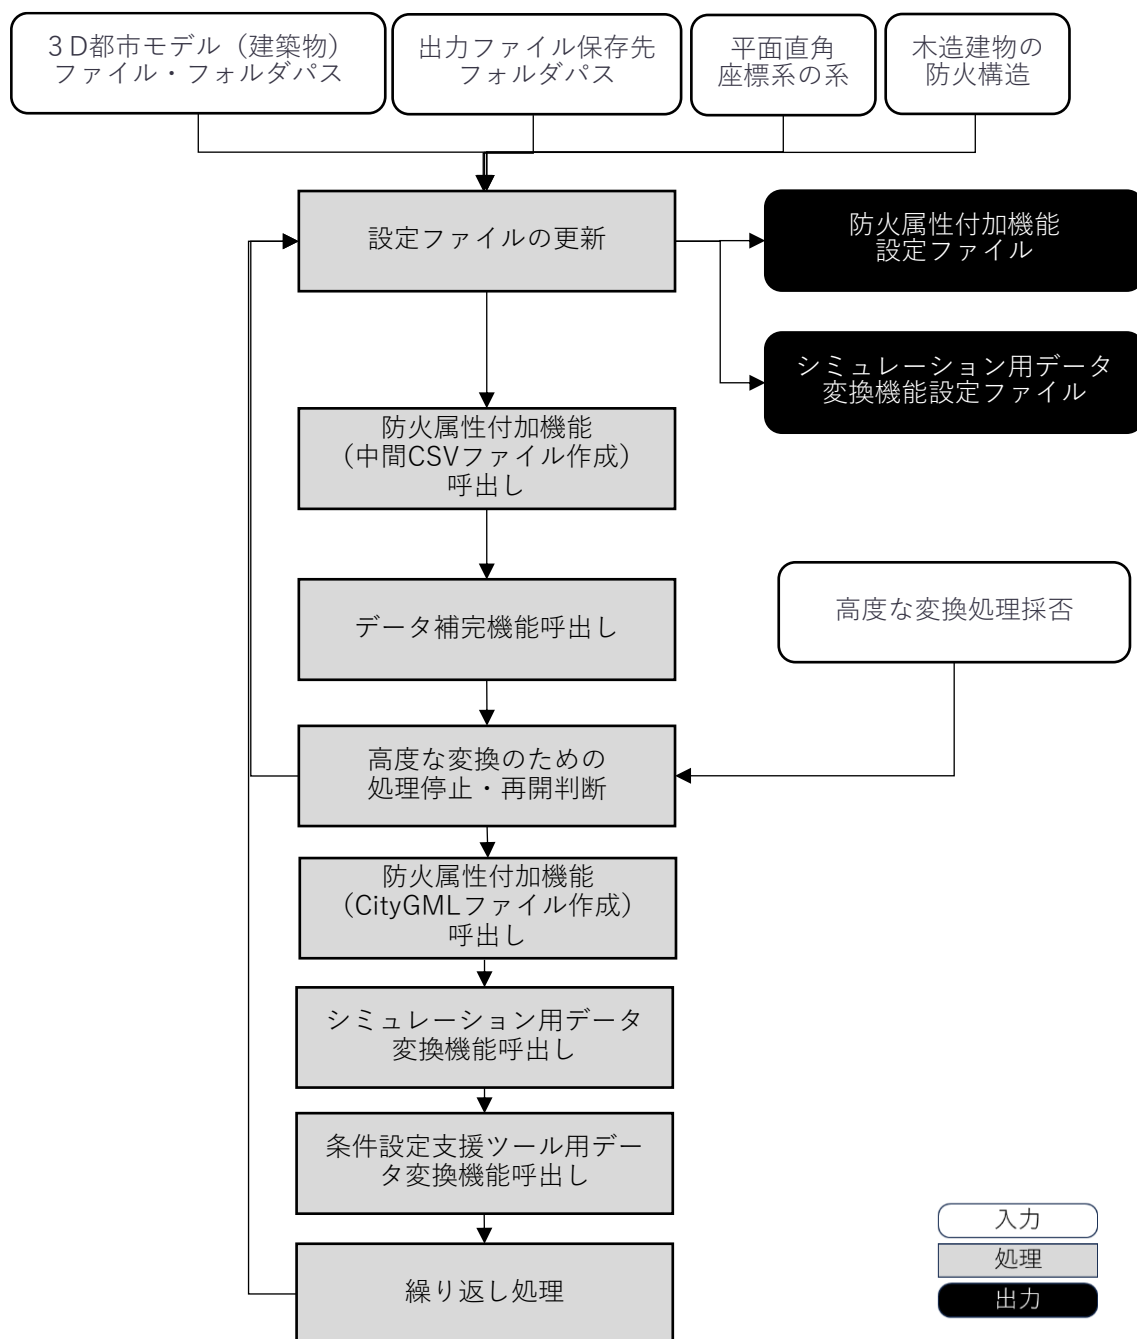 ３Ｄ都市モデル（建築物）
ファイル・フォルダパス
出力ファイル保存先
フォルダパス
平面直角
座標系の系
木造建物の
防火構造
設定ファイルの更新
防火属性付加機能
設定ファイル
シミュレーション用データ
変換機能設定ファイル
防火属性付加機能
（中間CSVファイル作成）
呼出し
データ補完機能呼出し
高度な変換処理採否
高度な変換のための
処理停止・再開判断
防火属性付加機能
（CityGMLファイル作成）
呼出し
シミュレーション用データ
変換機能呼出し
条件設定支援ツール用デー
タ変換機能呼出し
繰り返し処理
入力
処理
出力